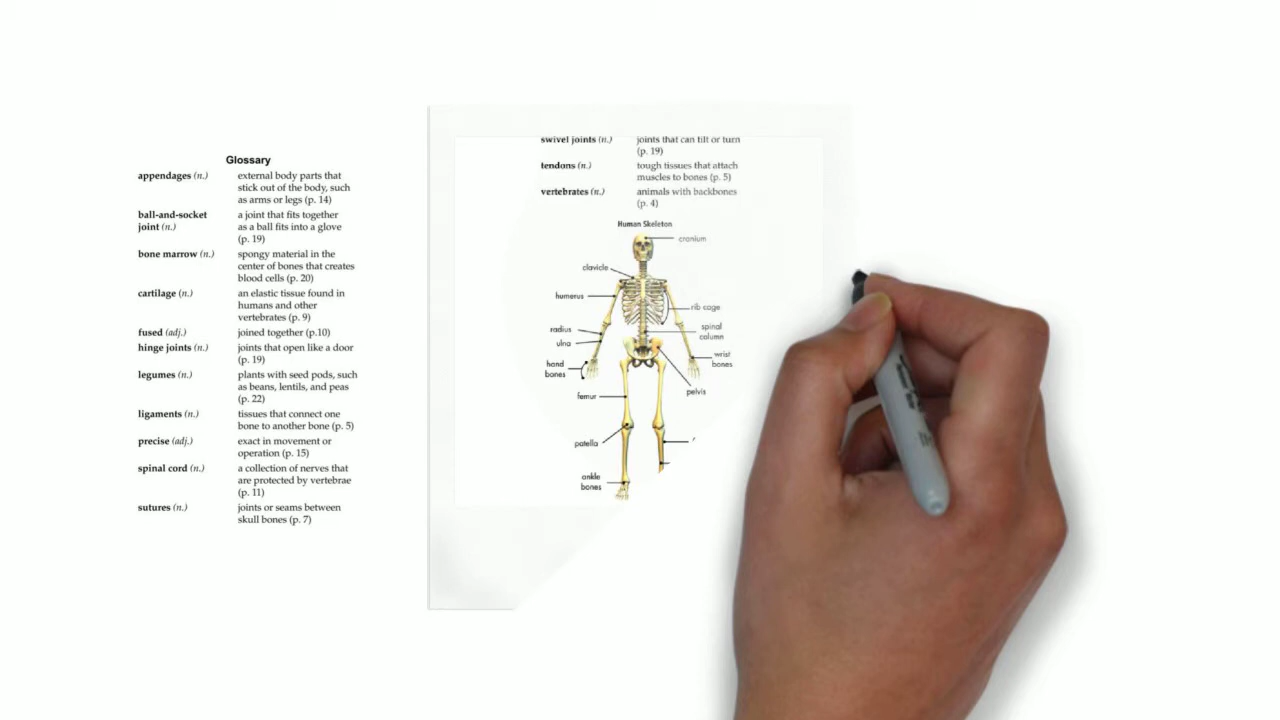 Glossary
appendages (n.) external body parts that
stick out of the body, such
as arms or legs (p. 14)
ball-and-socket a joint that fits together
joint (n.) as a ball fits into a glove
(p. 19)
bone marrow (n.) spongy material in the
center of bones that creates
blood cells (p. 20)
cartilage (n.) an elastic tissue found in
humans and other
vertebrates (p. 9)
fused (adj.) joined together (p.10)
hinge joints (n.) joints that open like a door
(p. 19)
legumes (n.) plants with seed pods, such
as beans, lentils, and peas
(p. 22)
ligaments (n.) tissues that connect one
bone to another bone (p. 5)
precise (adj.) exact in movement or
operation (p. 15)
spinal cord (n.) a collection of nerves that
are protected by vertebrae
(p. 11)
sutures (n.) joints or seams between
skull bones (p. 7)
swivel joints (n.) joints that can tilt or turn
(p. 19)
tendons (n.) tough tissues that attach
muscles to bones (p. 5)
vertebrates (n.) animals with backbones
(p. 4)
Human Skeleton
cranium
clavicle
humerus
rib cage
radius
ulna
spinal
column
hand
bones
wrist
bones
femur
pelvis
patella
ankle
bones